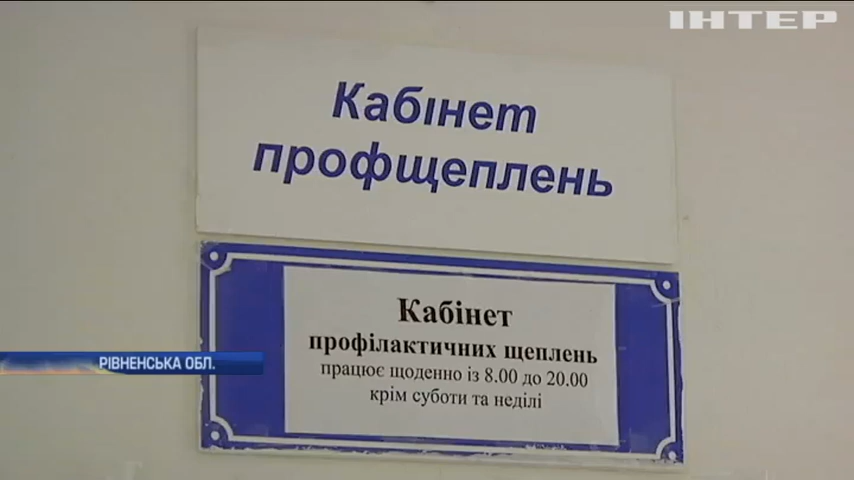 ІНТЕР
Кабінет
профщеплень
Кабінет
профілактичних щеплень
працює щоденно із 8.00 до 20.00
крім суботи та неділі
РІВНЕНСЬКА ОБЛ.